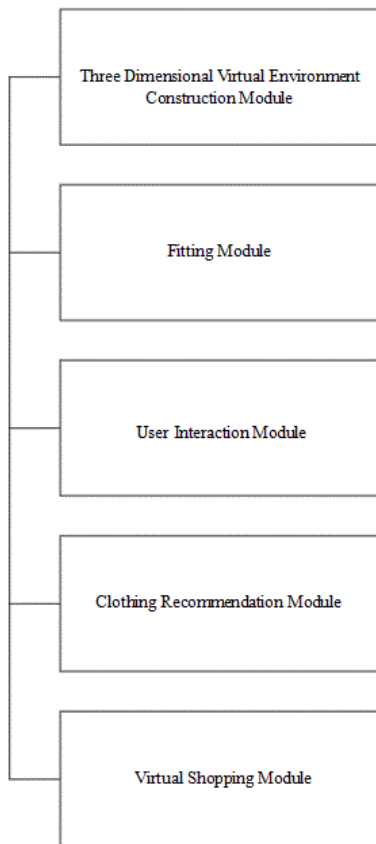 Three Dimensional Virtual Environment
Construction Module
Fitting Module
User Interaction Module
Clothing Recommendation Module
Virtual Shopping Module